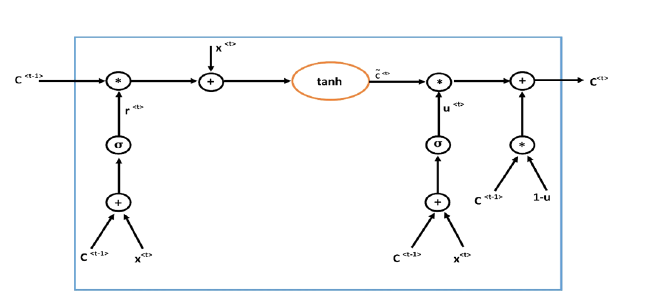 x<t>
C<t-1> * + tanh c̃<t> * + C<t>
r<t> u<t>
σ σ *
C<t-1> 1-u
+ +
C<t-1> x<t> C<t-1> x<t>